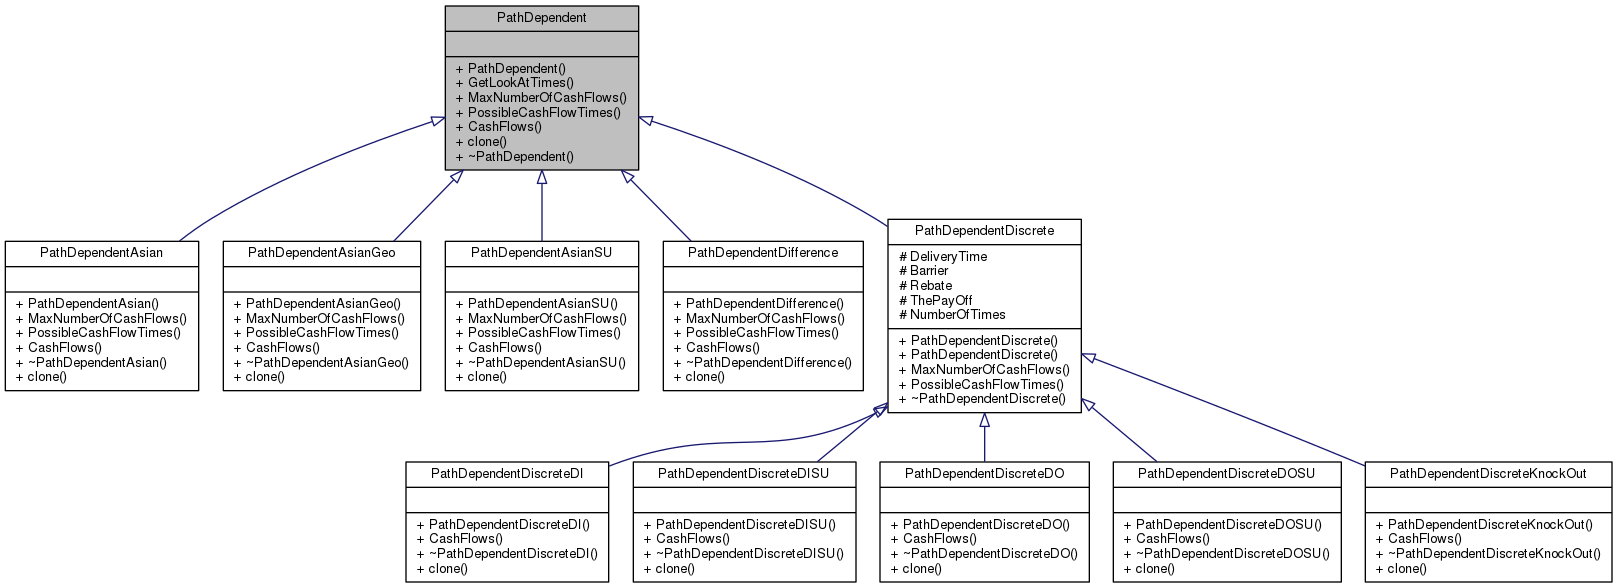 PathDependent
+ PathDependent()
+ GetLookAtTimes()
+ MaxNumberOfCashFlows()
+ PossibleCashFlowTimes()
+ CashFlows()
+ clone()
+ ~PathDependent()
PathDependentAsian
+ PathDependentAsian()
+ MaxNumberOfCashFlows()
+ PossibleCashFlowTimes()
+ CashFlows()
+ ~PathDependentAsian()
+ clone()
PathDependentAsianGeo
+ PathDependentAsianGeo()
+ MaxNumberOfCashFlows()
+ PossibleCashFlowTimes()
+ CashFlows()
+ ~PathDependentAsianGeo()
+ clone()
PathDependentAsianSU
+ PathDependentAsianSU()
+ MaxNumberOfCashFlows()
+ PossibleCashFlowTimes()
+ CashFlows()
+ ~PathDependentAsianSU()
+ clone()
PathDependentDifference
+ PathDependentDifference()
+ MaxNumberOfCashFlows()
+ PossibleCashFlowTimes()
+ CashFlows()
+ ~PathDependentDifference()
+ clone()
PathDependentDiscrete
# DeliveryTime
# Barrier
# Rebate
# ThePayOff
# NumberOfTimes
+ PathDependentDiscrete()
+ PathDependentDiscrete()
+ MaxNumberOfCashFlows()
+ PossibleCashFlowTimes()
+ ~PathDependentDiscrete()
PathDependentDiscreteDI
+ PathDependentDiscreteDI()
+ CashFlows()
+ ~PathDependentDiscreteDI()
+ clone()
PathDependentDiscreteDISU
+ PathDependentDiscreteDISU()
+ CashFlows()
+ ~PathDependentDiscreteDISU()
+ clone()
PathDependentDiscreteDO
+ PathDependentDiscreteDO()
+ CashFlows()
+ ~PathDependentDiscreteDO()
+ clone()
PathDependentDiscreteDOSU
+ PathDependentDiscreteDOSU()
+ CashFlows()
+ ~PathDependentDiscreteDOSU()
+ clone()
PathDependentDiscreteKnockOut
+ PathDependentDiscreteKnockOut()
+ CashFlows()
+ ~PathDependentDiscreteKnockOut()
+ clone()